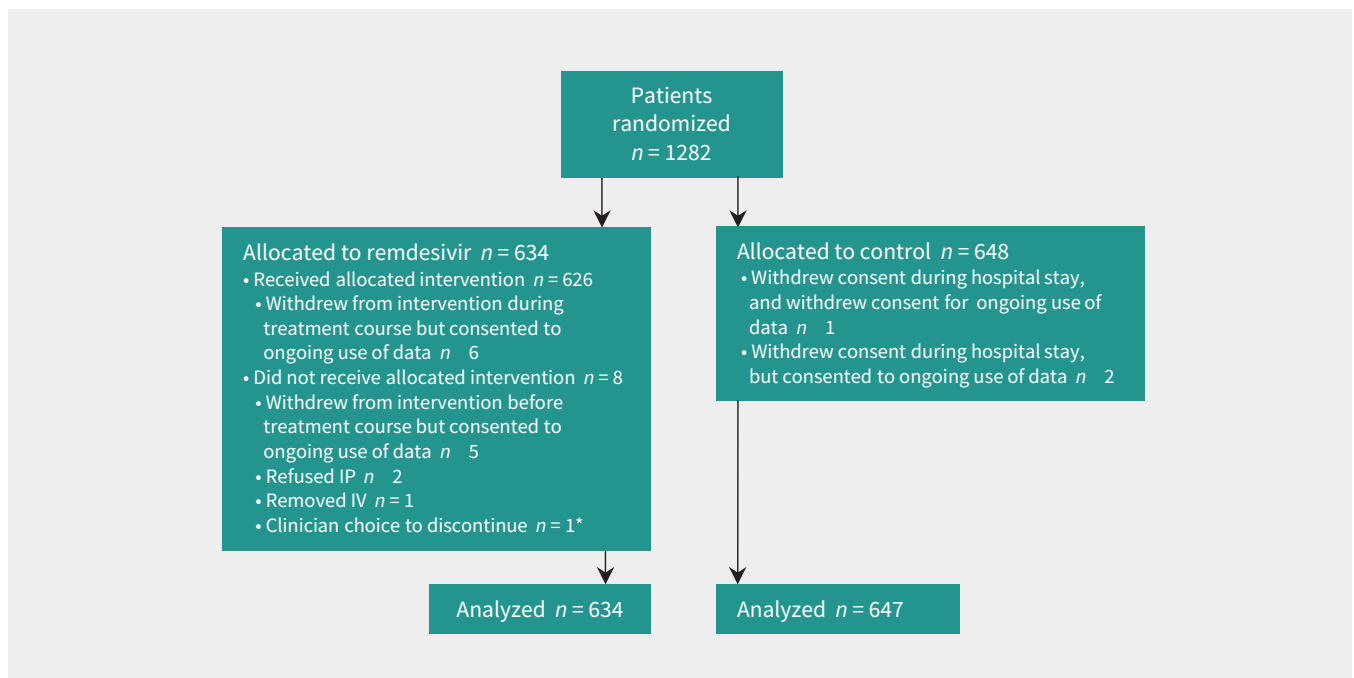 Patients
randomized
n = 1282
Allocated to remdesivir n = 634
• Received allocated intervention n = 626
• Withdrew from intervention during
treatment course but consented to
ongoing use of data n 6
• Did not receive allocated intervention n = 8
• Withdrew from intervention before
treatment course but consented to
ongoing use of data n 5
• Refused IP n 2
• Removed IV n = 1
• Clinician choice to discontinue n = 1*
Allocated to control n = 648
• Withdrew consent during hospital stay,
and withdrew consent for ongoing use of
data n 1
• Withdrew consent during hospital stay,
but consented to ongoing use of data n 2
Analyzed n = 634
Analyzed n = 647